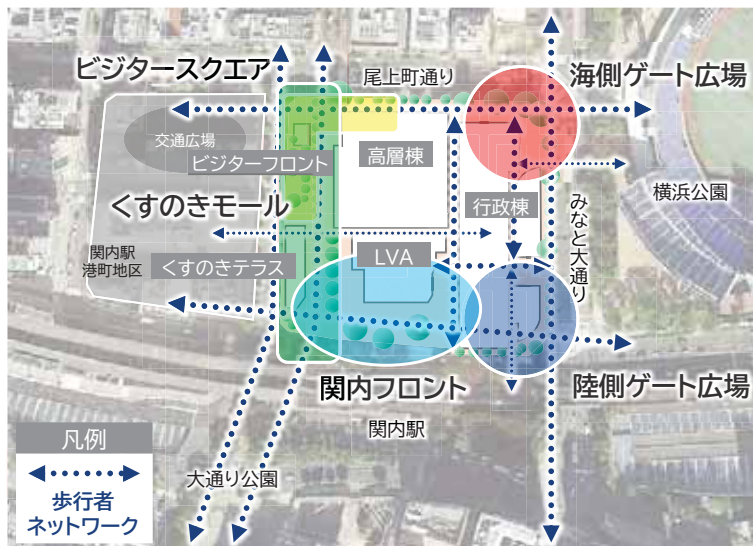 ビジタースクエア
尾上町通り
海側ゲート広場
交通広場
ビジターフロント
高層棟
横浜公園
行政棟
くすのきモール
みなと大通り
関内駅
港町地区
くすのきテラス
LVA
関内フロント
陸側ゲート広場
関内駅
凡例
大通り公園
歩行者
ネットワーク